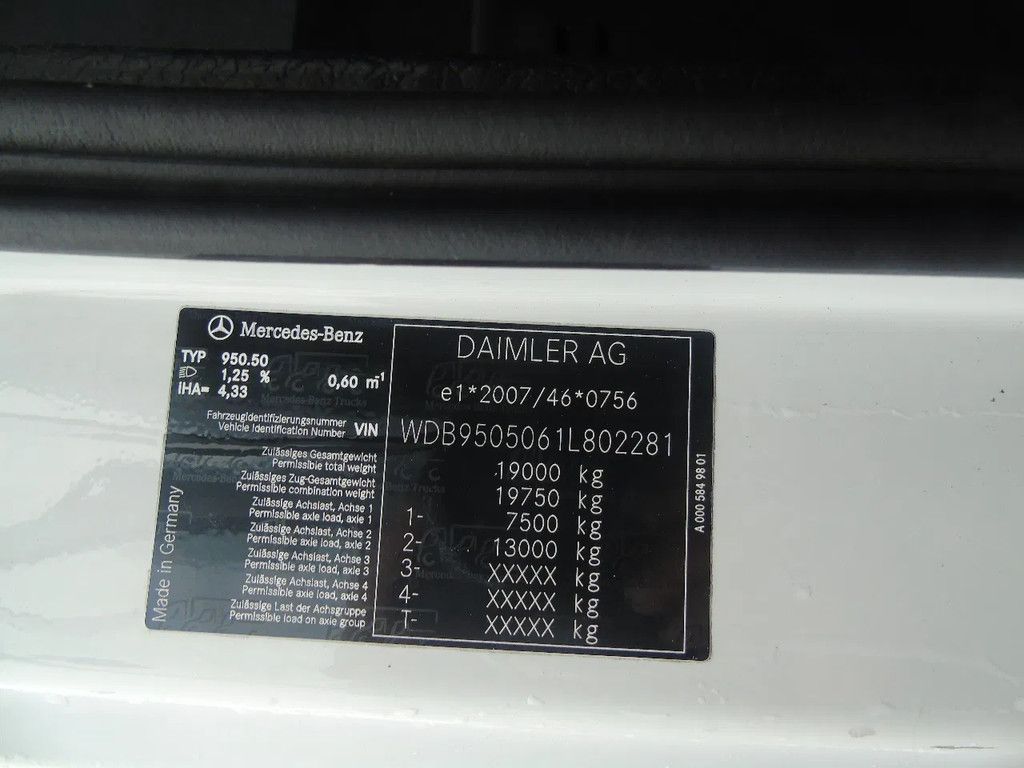 Mercedes-Benz
TYP 950.50
1,25 % 0,60 m-1
IHA= 4,33
Fahrzeugidentifizierungsnummer
Vehicle Identification Number VIN
Zulässiges Gesamtgewicht
Permissible total weight
Zulässiges Zug-Gesamtgewicht
Permissible combination weight
Zulässige Achslast, Achse 1
Permissible axle load, axle 1
Zulässige Achslast, Achse 2
Permissible axle load, axle 2
Zulässige Achslast, Achse 3
Permissible axle load, axle 3
Zulässige Achslast, Achse 4
Permissible axle load, axle 4
Zulässige Last der Achsgruppe
Permissible load on axle group
Made in Germany
DAIMLER AG
e1*2007/46*0756
WDB9505061L802281
19000 kg
19750 kg
1- 7500 kg
2- 13000 kg
3- XXXXX kg
4- XXXXX kg
T- XXXXX kg
A 000 584 98 01
Mercedes-Benz Trucks